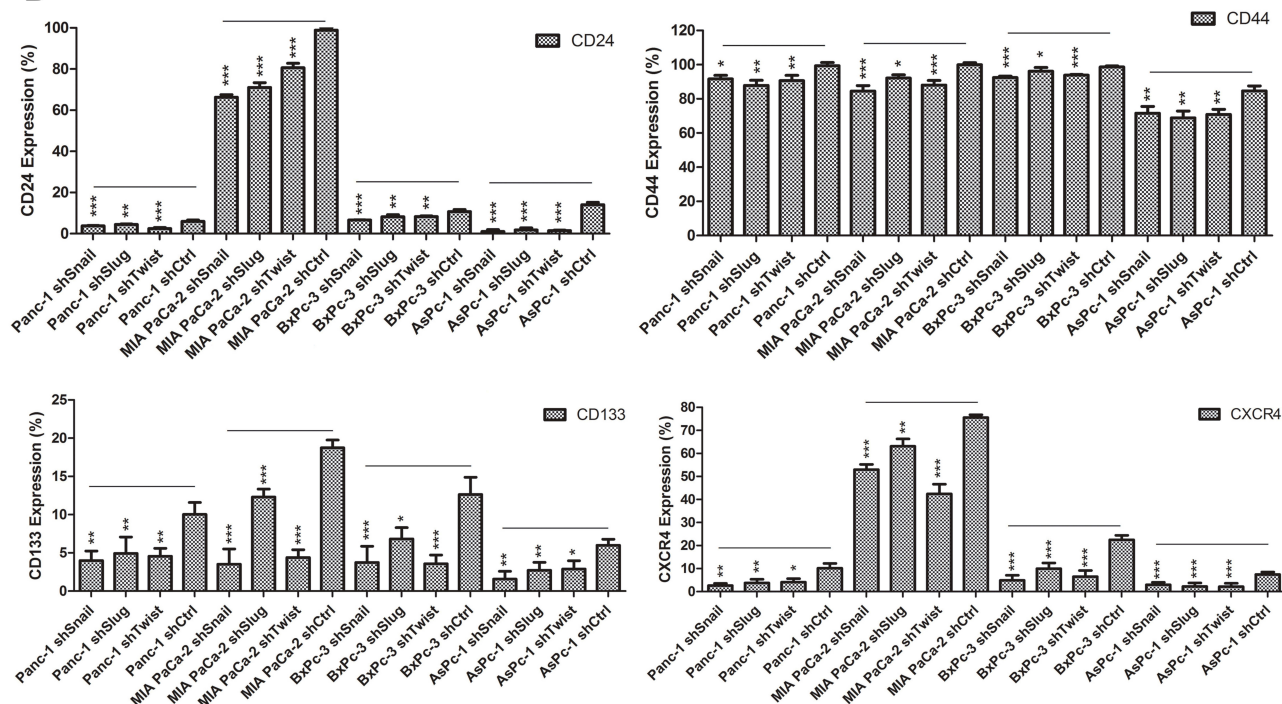 CD24 Expression (%)
100
80
60
40
20
0
CD24
***
**
***
***
***
***
***
**
**
***
***
***
Panc-1 shSnail
Panc-1 shSlug
Panc-1 shTwist
Panc-1 shCtrl
MIA PaCa-2 shSnail
MIA PaCa-2 shSlug
MIA PaCa-2 shTwist
MIA PaCa-2 shCtrl
BxPc-3 shSnail
BxPc-3 shSlug
BxPc-3 shTwist
BxPc-3 shCtrl
AsPc-1 shSnail
AsPc-1 shSlug
AsPc-1 shTwist
AsPc-1 shCtrl
CD44 Expression (%)
120
100
80
60
40
20
0
CD44
*
**
**
***
*
***
***
*
***
**
**
**
Panc-1 shSnail
Panc-1 shSlug
Panc-1 shTwist
Panc-1 shCtrl
MIA PaCa-2 shSnail
MIA PaCa-2 shSlug
MIA PaCa-2 shTwist
MIA PaCa-2 shCtrl
BxPc-3 shSnail
BxPc-3 shSlug
BxPc-3 shTwist
BxPc-3 shCtrl
AsPc-1 shSnail
AsPc-1 shSlug
AsPc-1 shTwist
AsPc-1 shCtrl
CD133 Expression (%)
25
20
15
10
5
0
CD133
**
**
**
***
***
***
***
*
***
**
**
*
Panc-1 shSnail
Panc-1 shSlug
Panc-1 shTwist
Panc-1 shCtrl
MIA PaCa-2 shSnail
MIA PaCa-2 shSlug
MIA PaCa-2 shTwist
MIA PaCa-2 shCtrl
BxPc-3 shSnail
BxPc-3 shSlug
BxPc-3 shTwist
BxPc-3 shCtrl
AsPc-1 shSnail
AsPc-1 shSlug
AsPc-1 shTwist
AsPc-1 shCtrl
CXCR4 Expression (%)
80
70
60
50
40
30
20
10
0
CXCR4
**
**
*
***
**
***
***
***
***
***
***
***
Panc-1 shSnail
Panc-1 shSlug
Panc-1 shTwist
Panc-1 shCtrl
MIA PaCa-2 shSnail
MIA PaCa-2 shSlug
MIA PaCa-2 shTwist
MIA PaCa-2 shCtrl
BxPc-3 shSnail
BxPc-3 shSlug
BxPc-3 shTwist
BxPc-3 shCtrl
AsPc-1 shSnail
AsPc-1 shSlug
AsPc-1 shTwist
AsPc-1 shCtrl